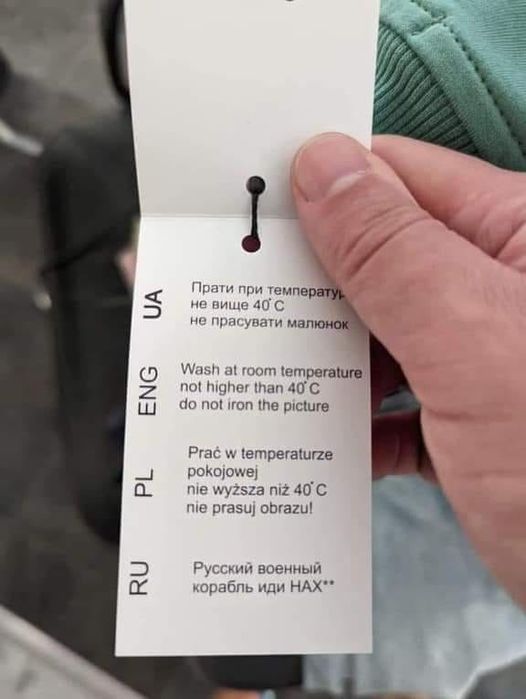 UA
Прати при температур
не вище 40°С
не прасувати малюнок
ENG
Wash at room temperature
not higher than 40°C
do not iron the picture
PL
Prać w temperaturze
pokojowej
nie wyższa niż 40°C
nie prasuj obrazu!
RU
Русский военный
корабль иди НАХ**